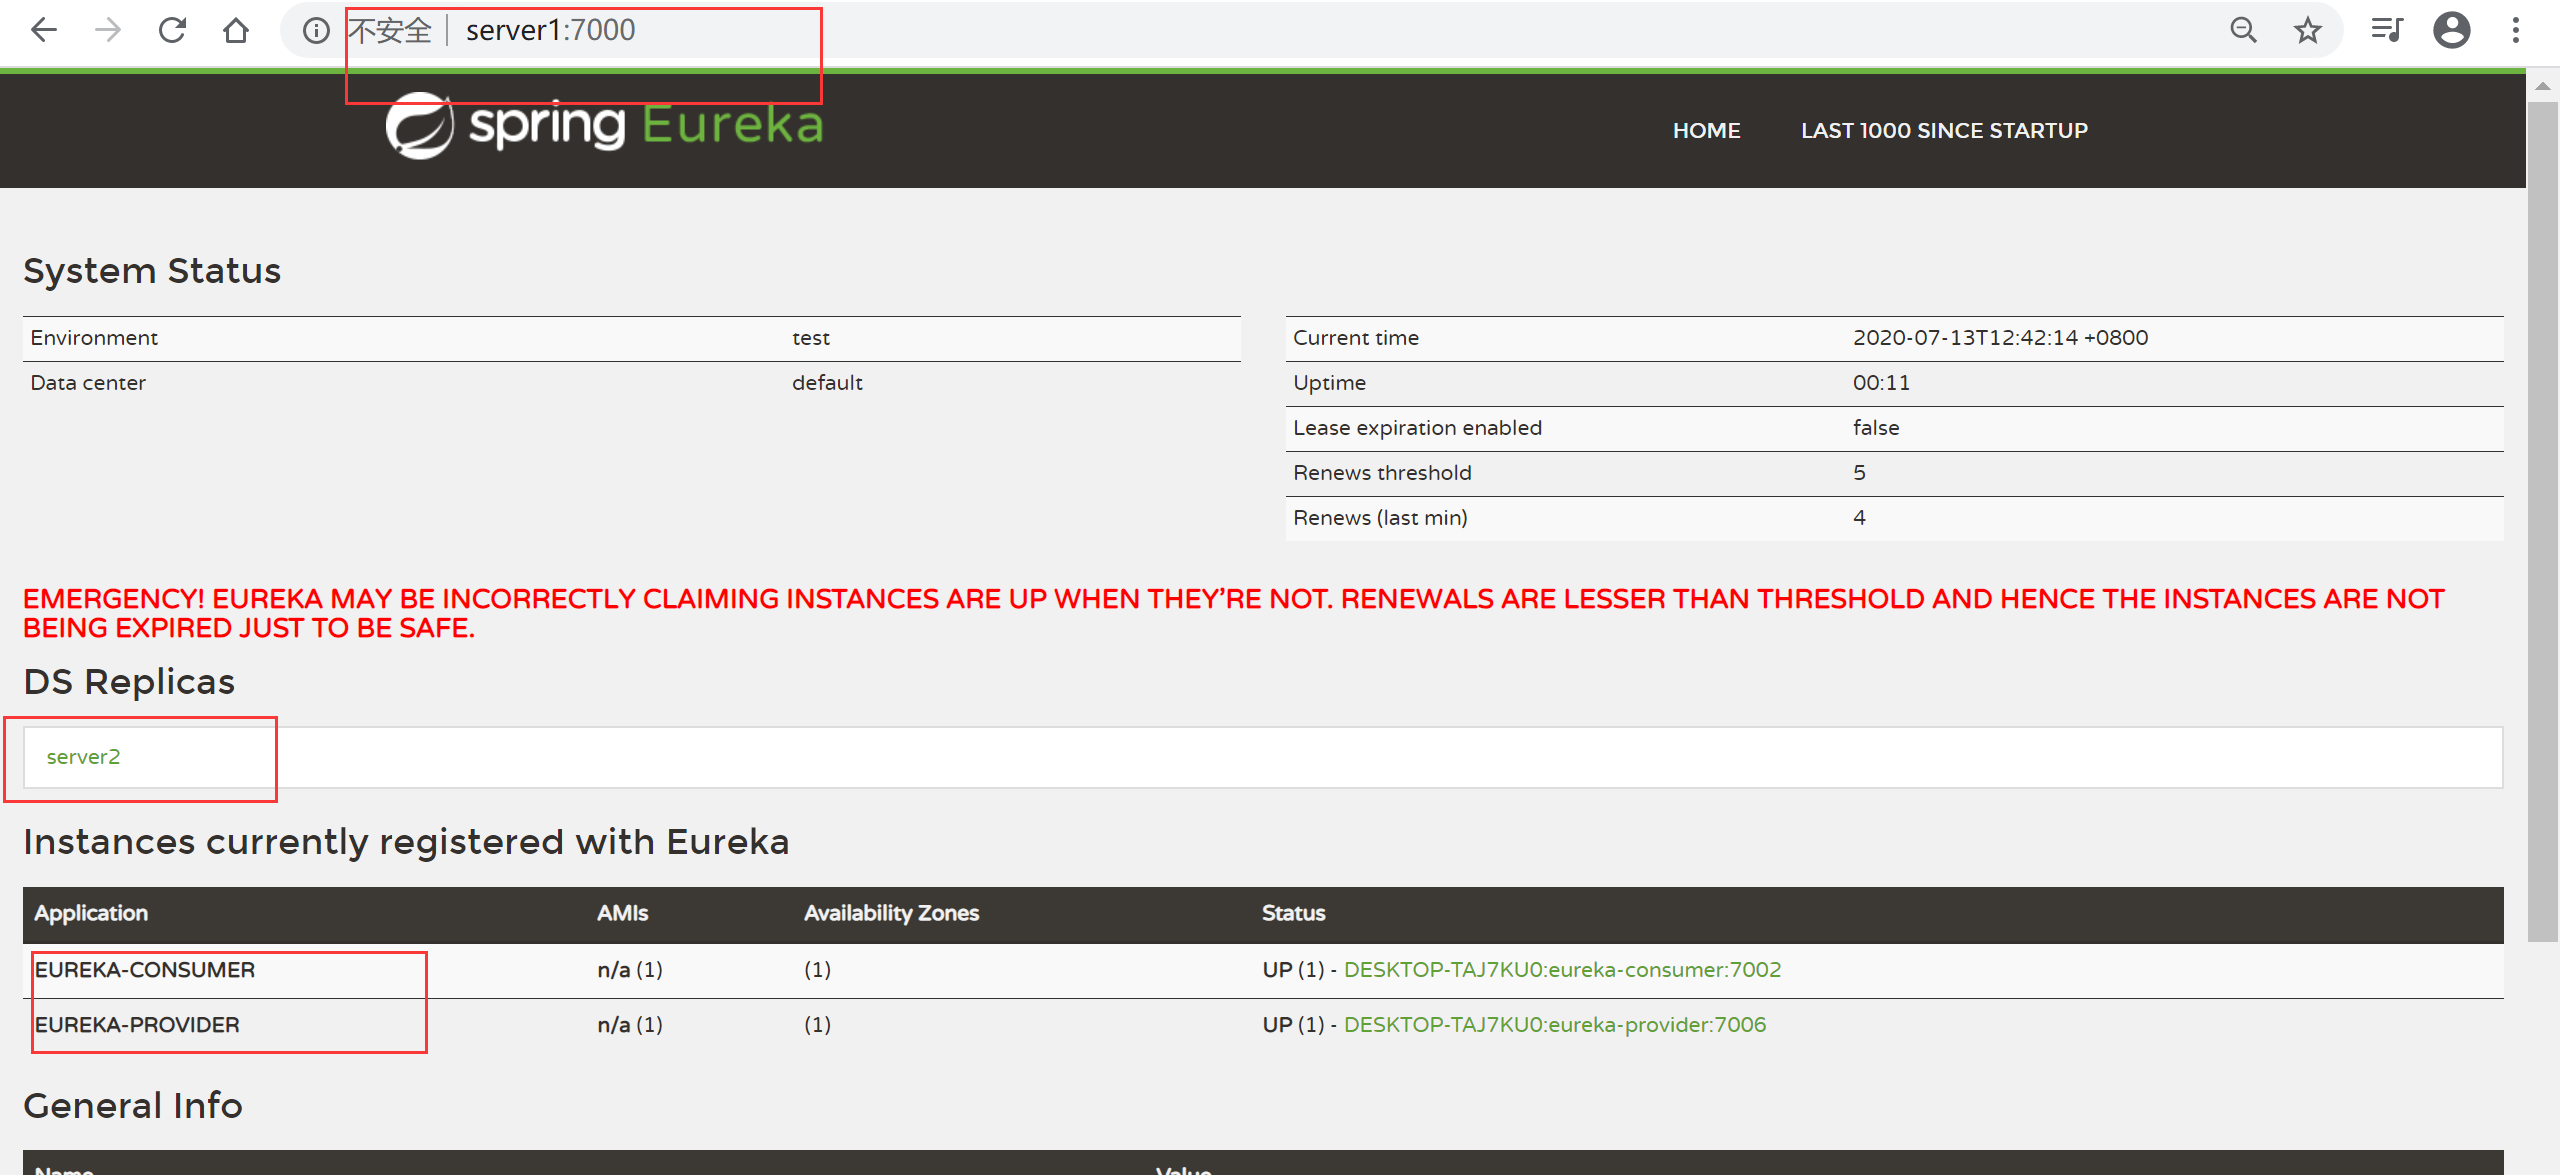 不安全 | server1:7000
spring Eureka
HOME LAST 1000 SINCE STARTUP
System Status
Environment test
Data center default
Current time 2020-07-13T12:42:14 +0800
Uptime 00:11
Lease expiration enabled false
Renews threshold 5
Renews (last min) 4
EMERGENCY! EUREKA MAY BE INCORRECTLY CLAIMING INSTANCES ARE UP WHEN THEY’RE NOT. RENEWALS ARE LESSER THAN THRESHOLD AND HENCE THE INSTANCES ARE NOT
BEING EXPIRED JUST TO BE SAFE.
DS Replicas
server2
Instances currently registered with Eureka
Application AMIs Availability Zones Status
EUREKA-CONSUMER n/a (1) (1) UP (1) - DESKTOP-TAJ7KU0:eureka-consumer:7002
EUREKA-PROVIDER n/a (1) (1) UP (1) - DESKTOP-TAJ7KU0:eureka-provider:7006
General Info
Name Value